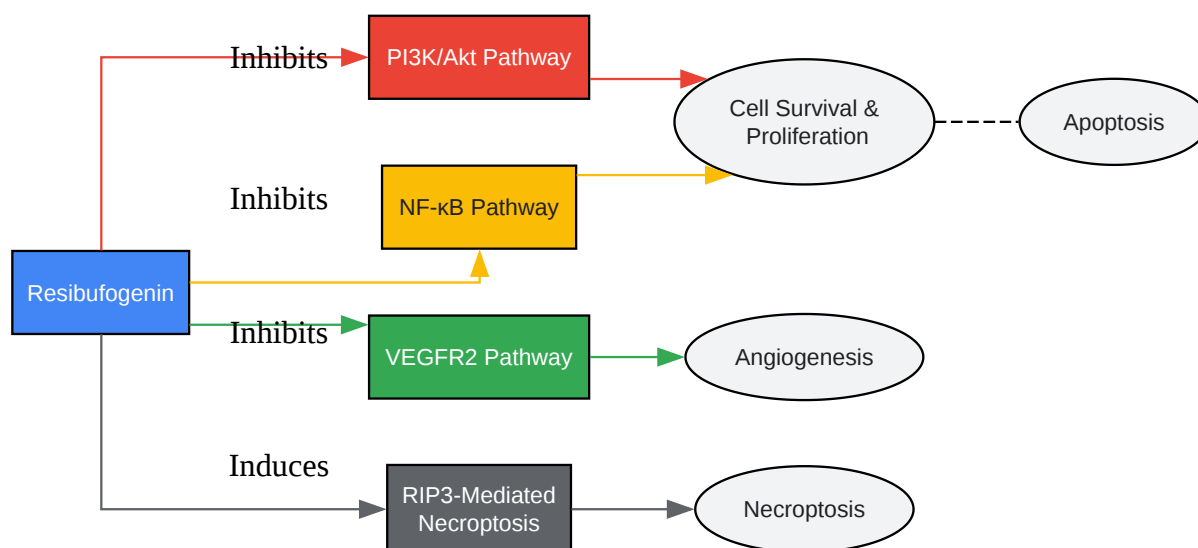 Inhibits
PI3K/Akt Pathway
Cell Survival &
Proliferation
Apoptosis
Inhibits
NF-κB Pathway
Resibufogenin
Inhibits
VEGFR2 Pathway
Angiogenesis
Induces
RIP3-Mediated
Necroptosis
Necroptosis